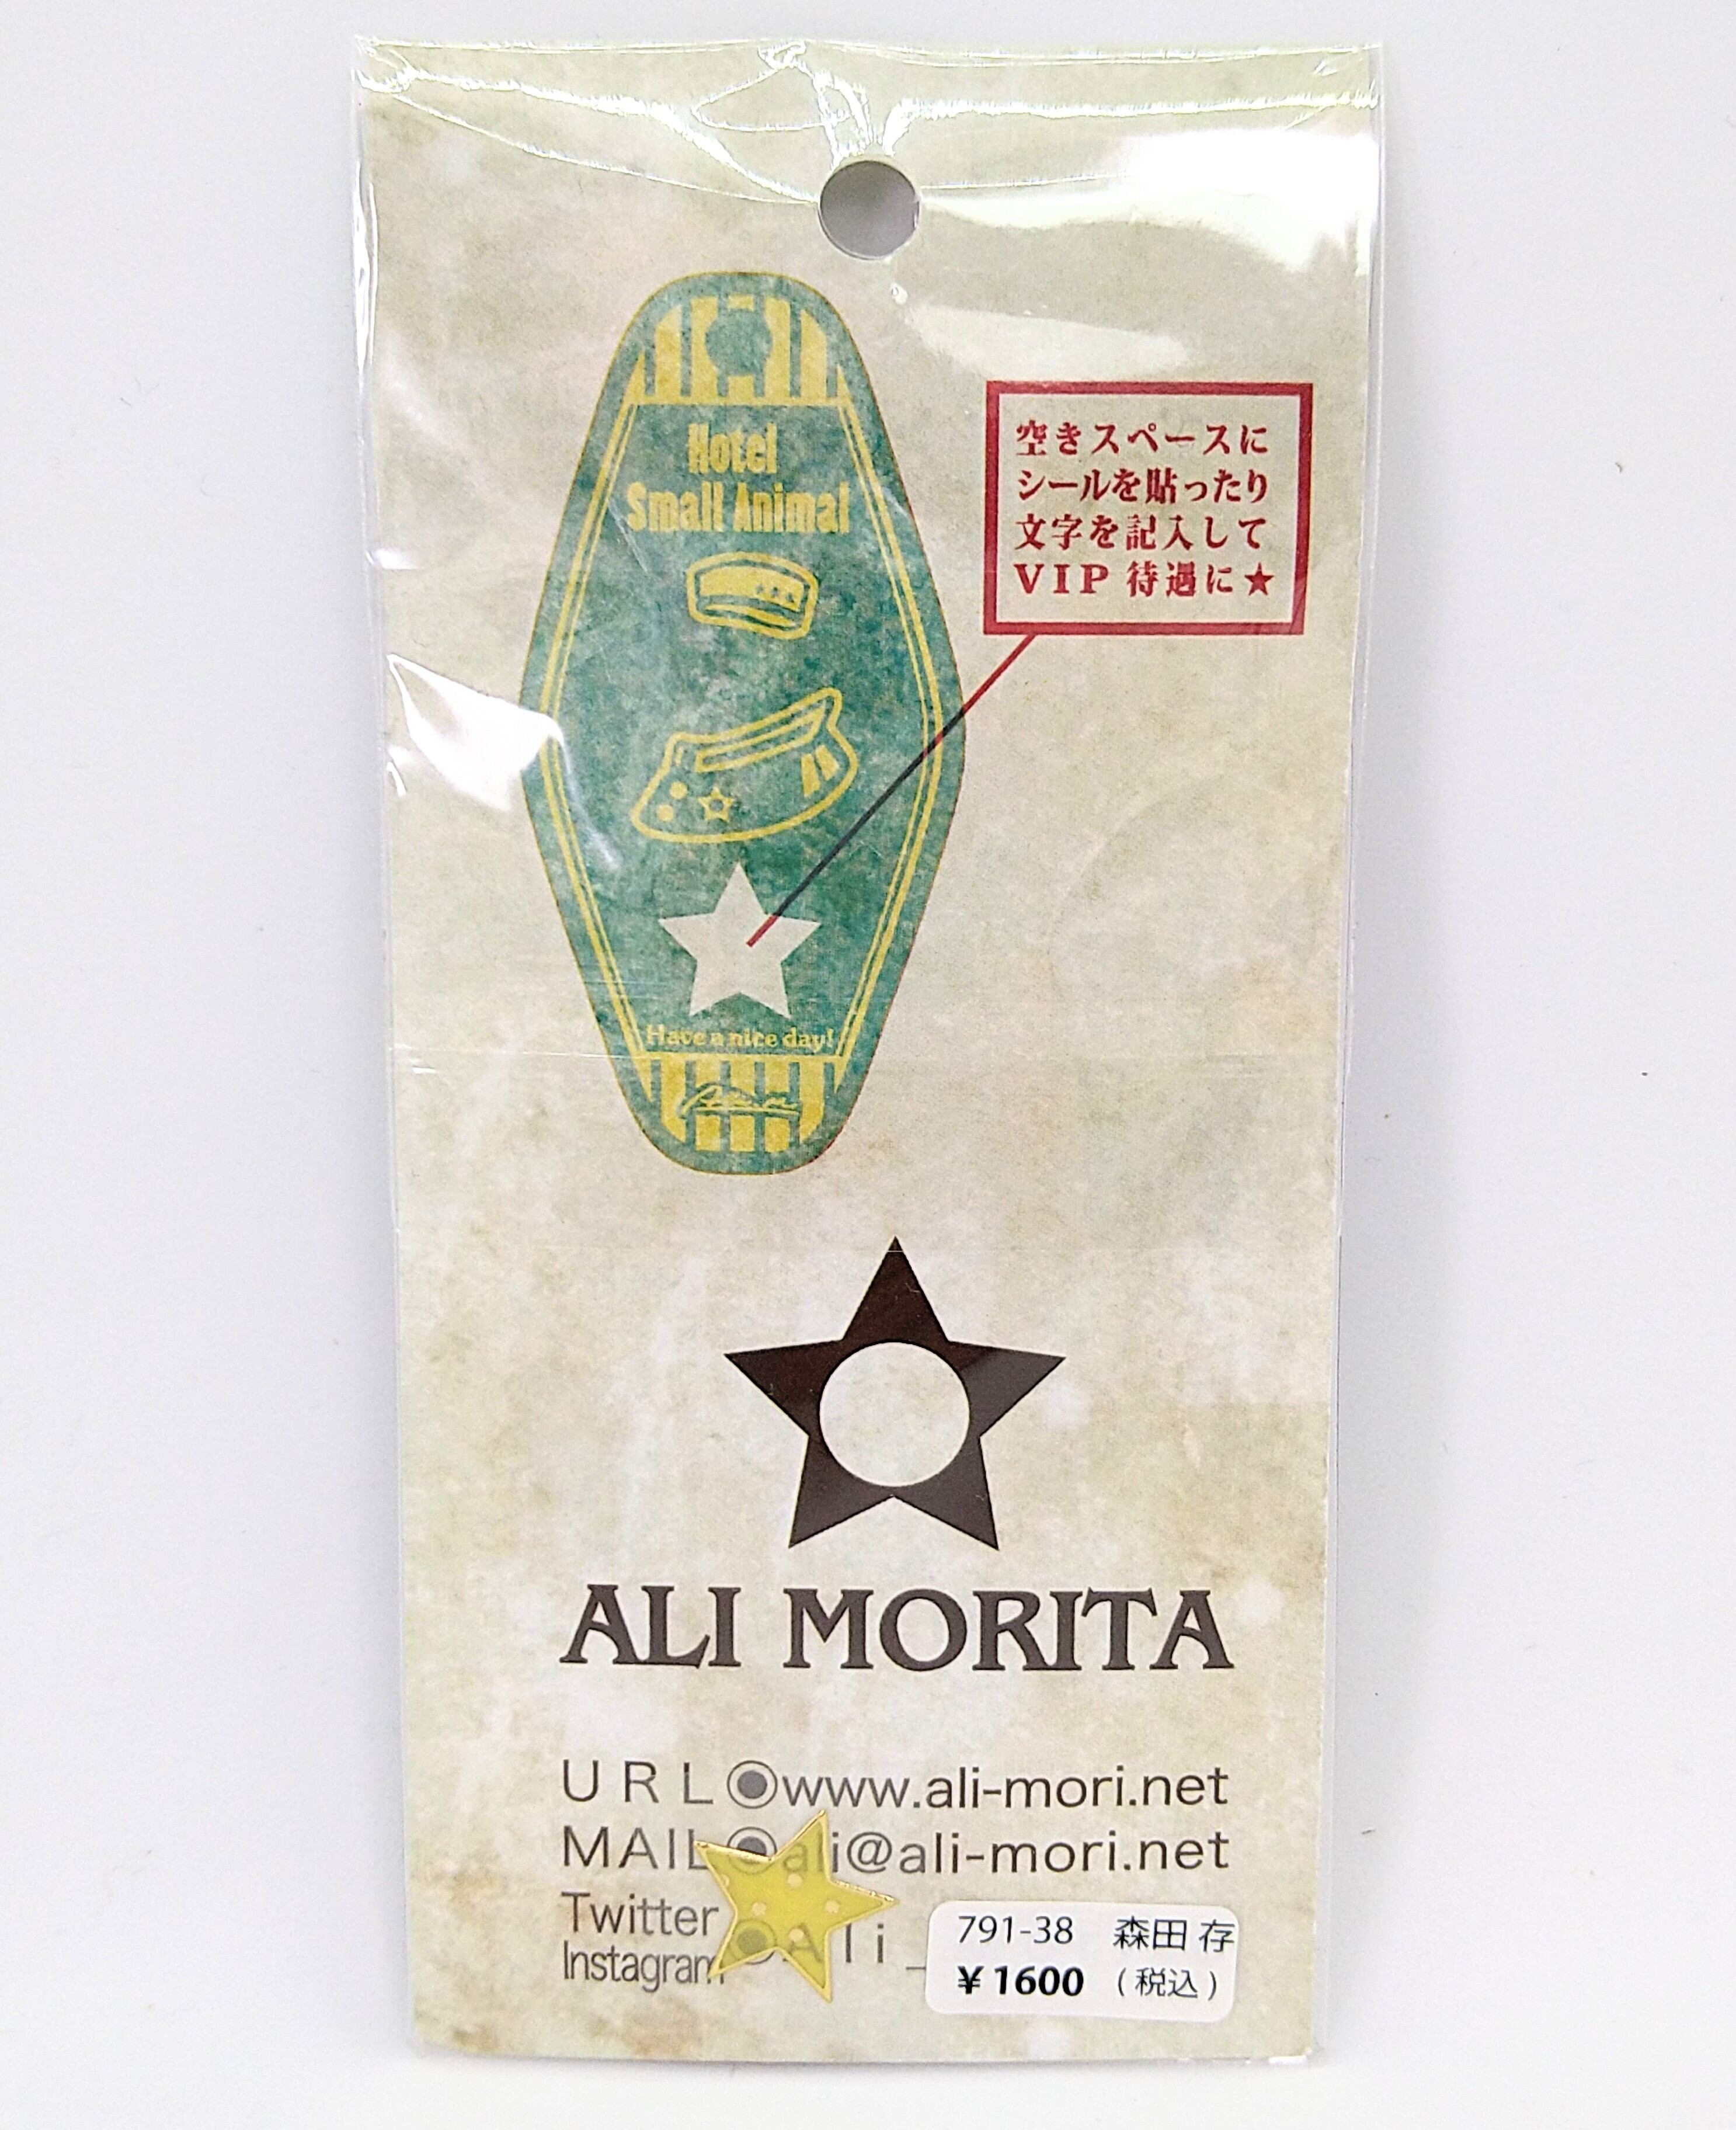 Hotel
Small Animal
空きスペースに
シールを貼ったり
文字を記入して
VIP 待遇に★
Have a nice day!
ALI MORITA
URL◉www.ali-mori.net
MAIL◉ali@ali-mori.net
Twitter
Instagram
◉Ali_
791-38 森田 存
¥1600 (税込)